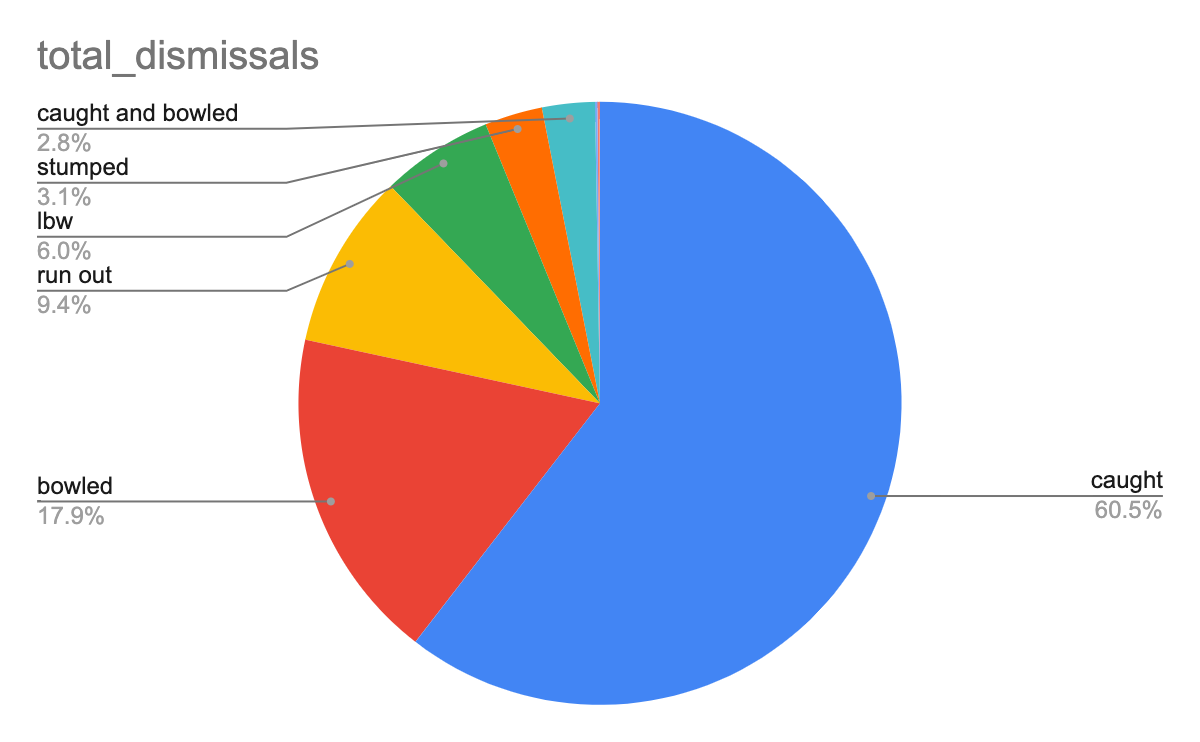 total_dismissals
caught and bowled
2.8%
stumped
3.1%
lbw
6.0%
run out
9.4%
bowled
17.9%
caught
60.5%